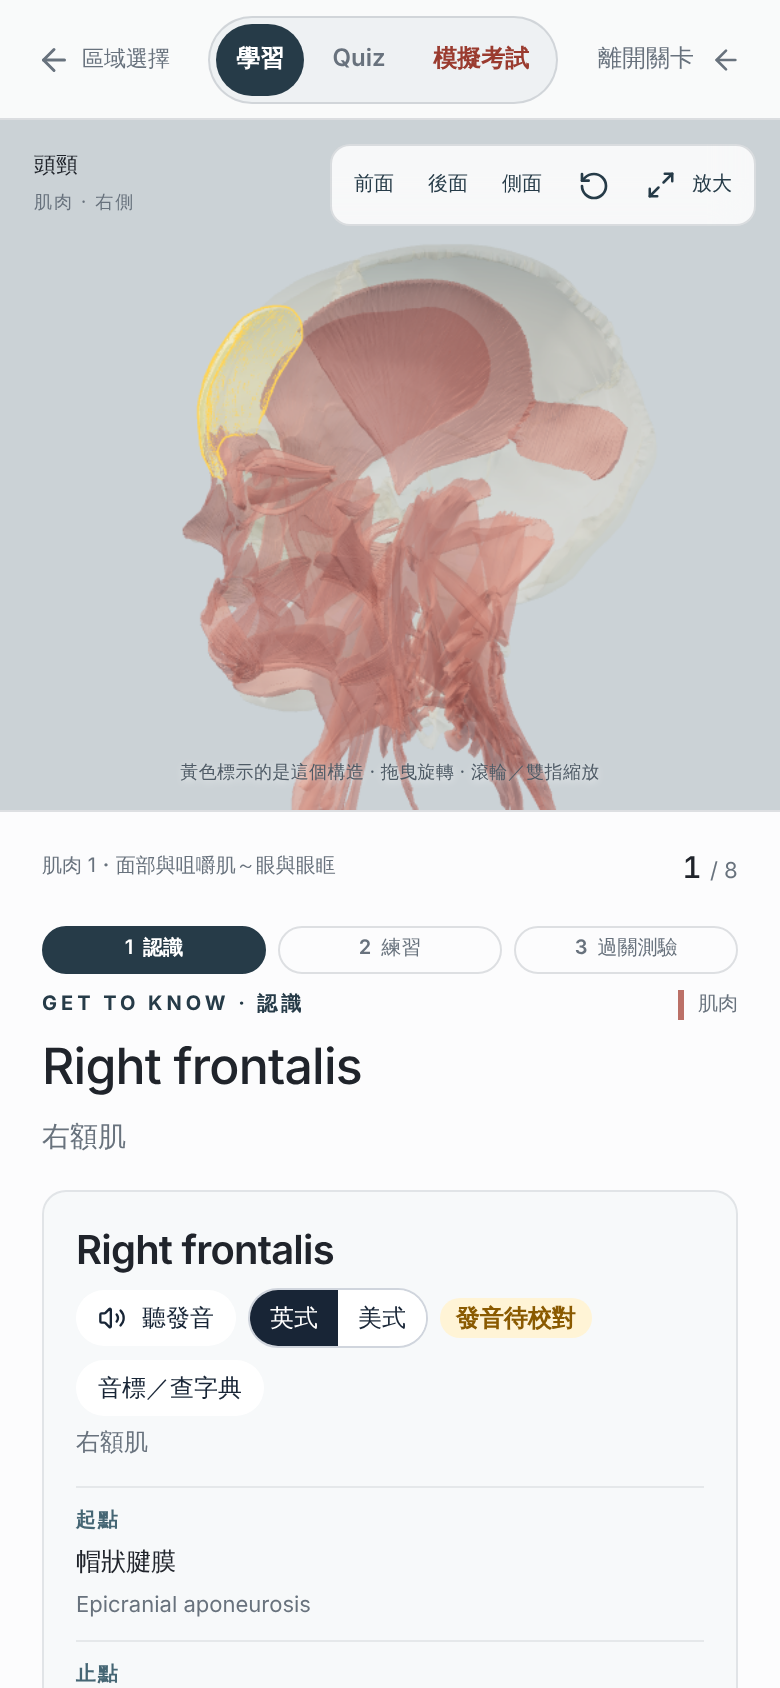 區域選擇
學習
Quiz
模擬考試
離開關卡
頭頸
肌肉 · 右側
前面
後面
側面
放大
黃色標示的是這個構造 · 拖曳旋轉 · 滾輪／雙指縮放
肌肉 1 · 面部與咀嚼肌～眼與眼眶
1 / 8
1 認識
2 練習
3 過關測驗
GET TO KNOW · 認識
肌肉
Right frontalis
右額肌
Right frontalis
聽發音
英式
美式
發音待校對
音標／查字典
右額肌
起點
帽狀腱膜
Epicranial aponeurosis
止點